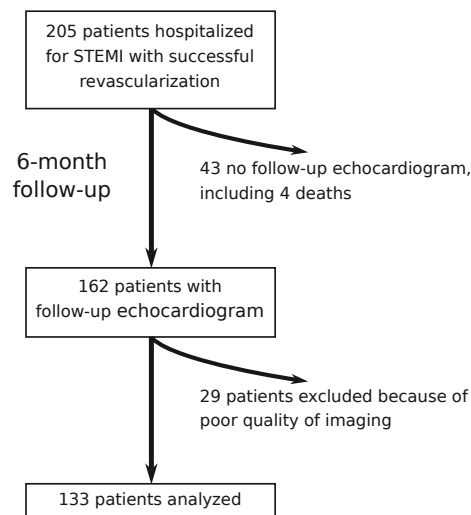 205 patients hospitalized
for STEMI with successful
revascularization
6-month
follow-up
43 no follow-up echocardiogram,
including 4 deaths
162 patients with
follow-up echocardiogram
29 patients excluded because of
poor quality of imaging
133 patients analyzed